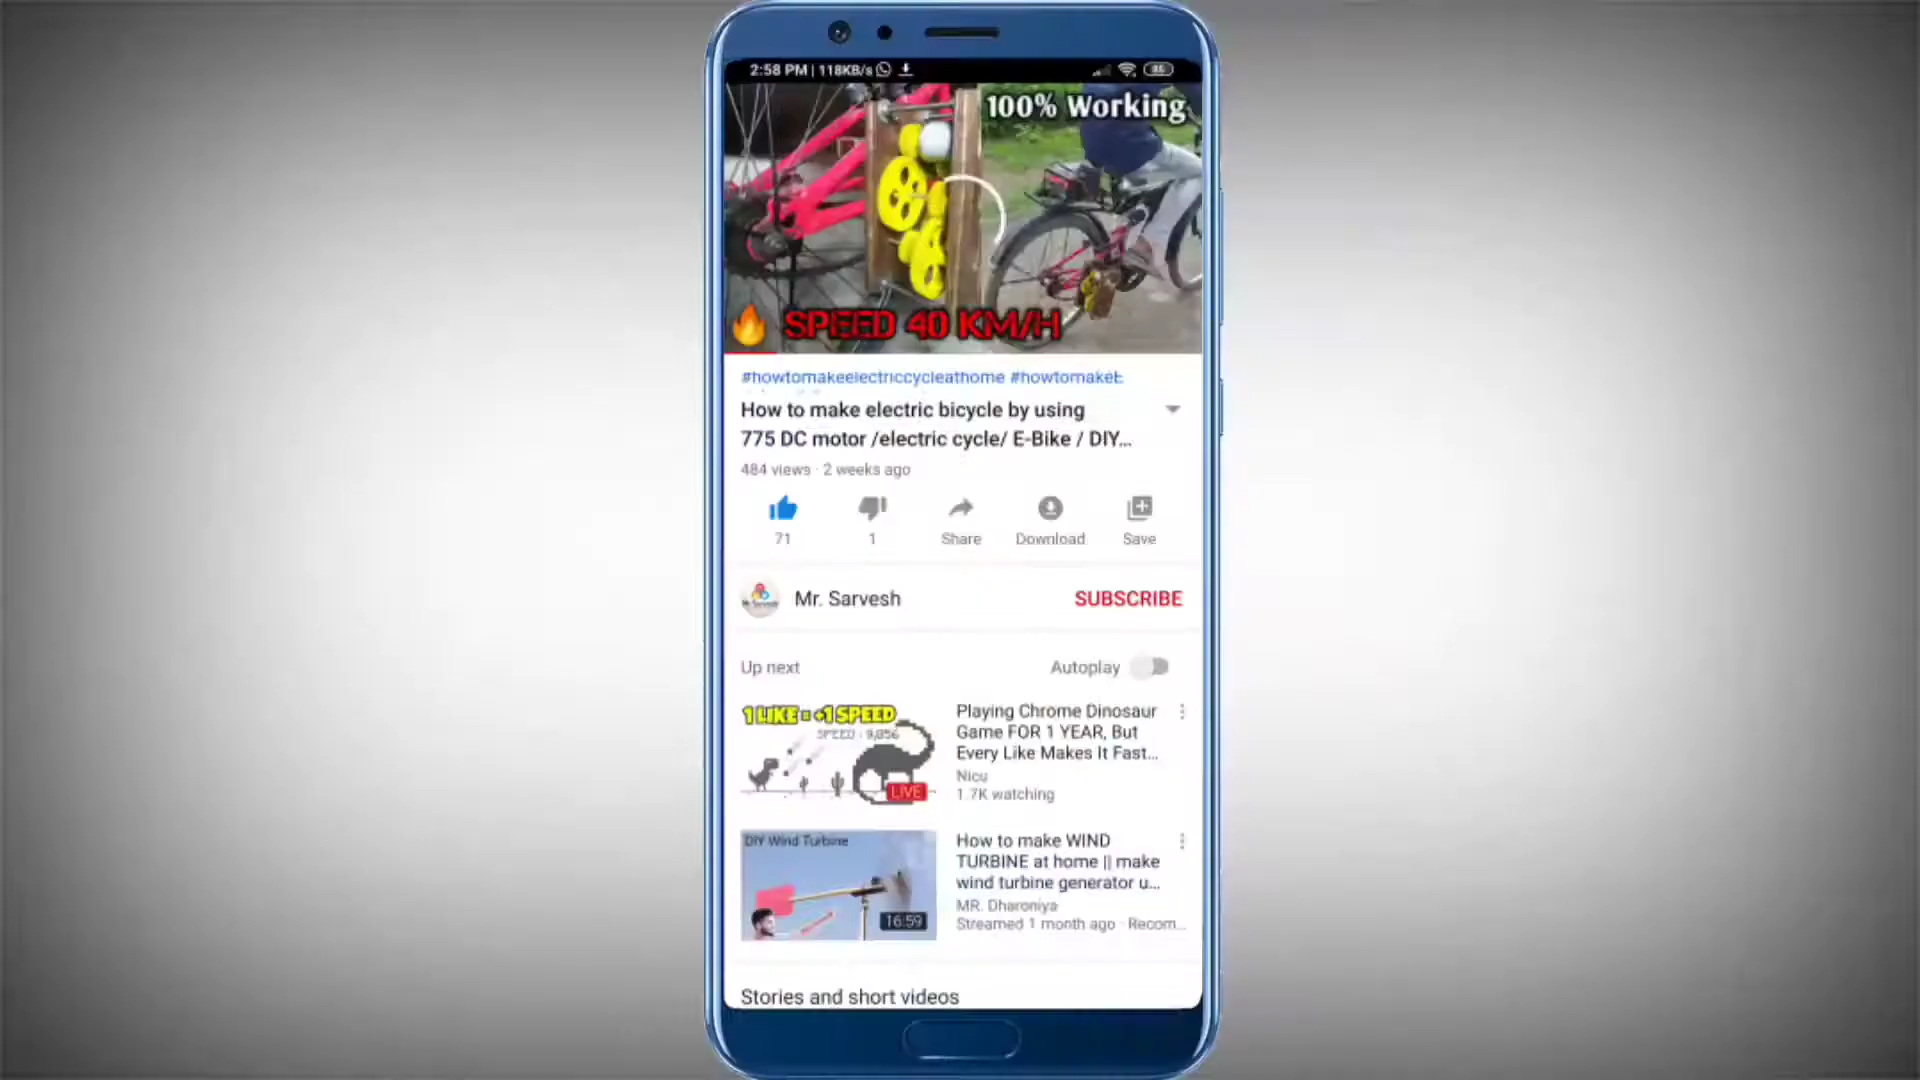 2:58 PM | 118KB/s
100% Working
SPEED 40 KM/H
#howtomakeelectriccycleathome #howtomakeE
How to make electric bicycle by using
775 DC motor /electric cycle/ E-Bike / DIY...
484 views · 2 weeks ago
71
1
Share
Download
Save
Mr. Sarvesh
SUBSCRIBE
Up next
Autoplay
1 LIKE = +1 SPEED
SPEED : 9,856
LIVE
Playing Chrome Dinosaur
Game FOR 1 YEAR, But
Every Like Makes It Fast...
Nicu
1.7K watching
DIY Wind Turbine
16:59
How to make WIND
TURBINE at home || make
wind turbine generator u...
MR. Dharoniya
Streamed 1 month ago · Recom...
Stories and short videos